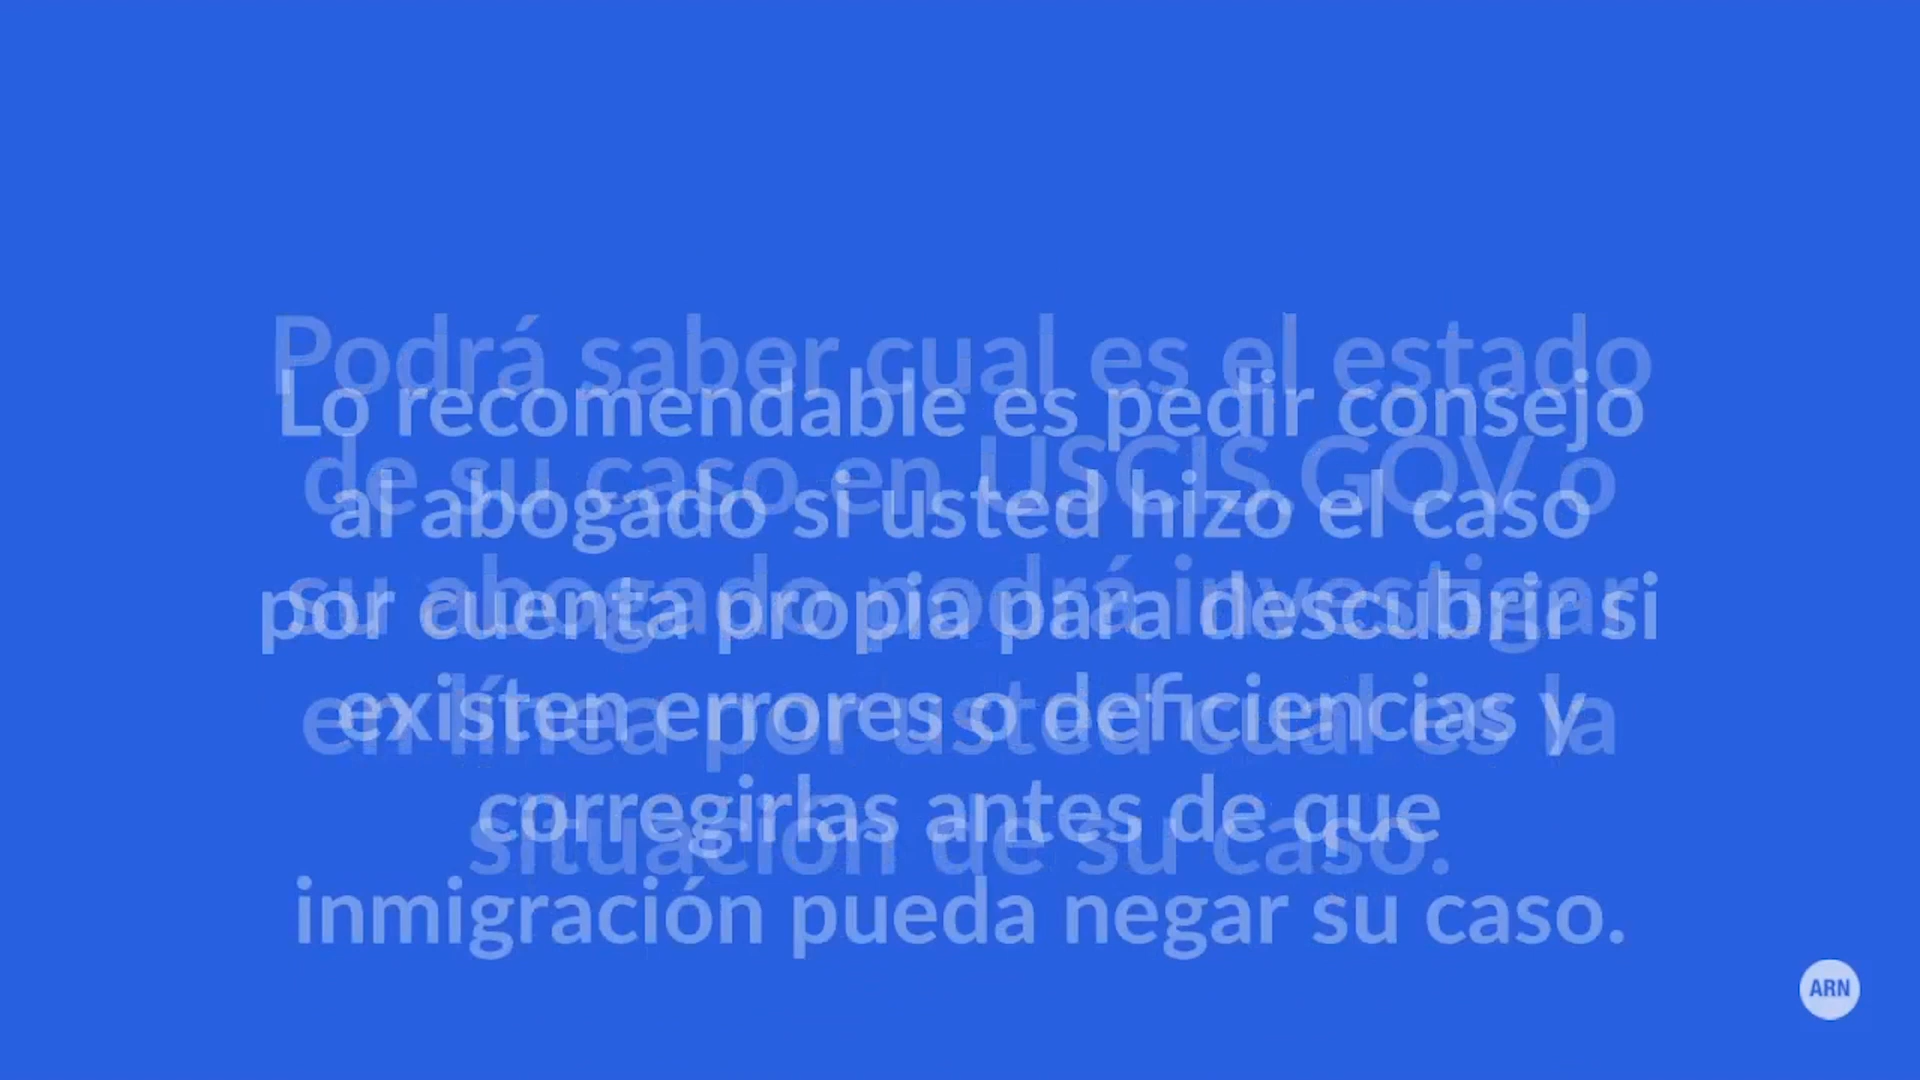 Podrá saber cual es el estado
de su caso en USCIS.GOV o
su abogado podrá investigar
en línea por usted cual es la
situación de su caso.
Lo recomendable es pedir consejo
al abogado si usted hizo el caso
por cuenta propia para descubrir si
existen errores o deficiencias y
corregirlas antes de que
inmigración pueda negar su caso.
ARN